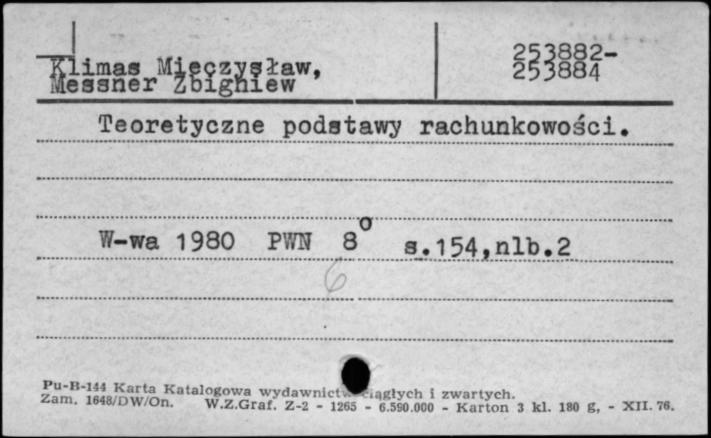 Klimas Mieczysław,
Messner Zbigniew
253882-
253884
Teoretyczne podstawy rachunkowości.
W-wa 1980 PWN 8° s.154,nlb.2
6
Pu-B-144 Karta Katalogowa wydawnictw ciągłych i zwartych.
Zam. 1648/DW/On. W.Z.Graf. Z-2 - 1265 - 6.590.000 - Karton 3 kl. 180 g, - XII. 76.